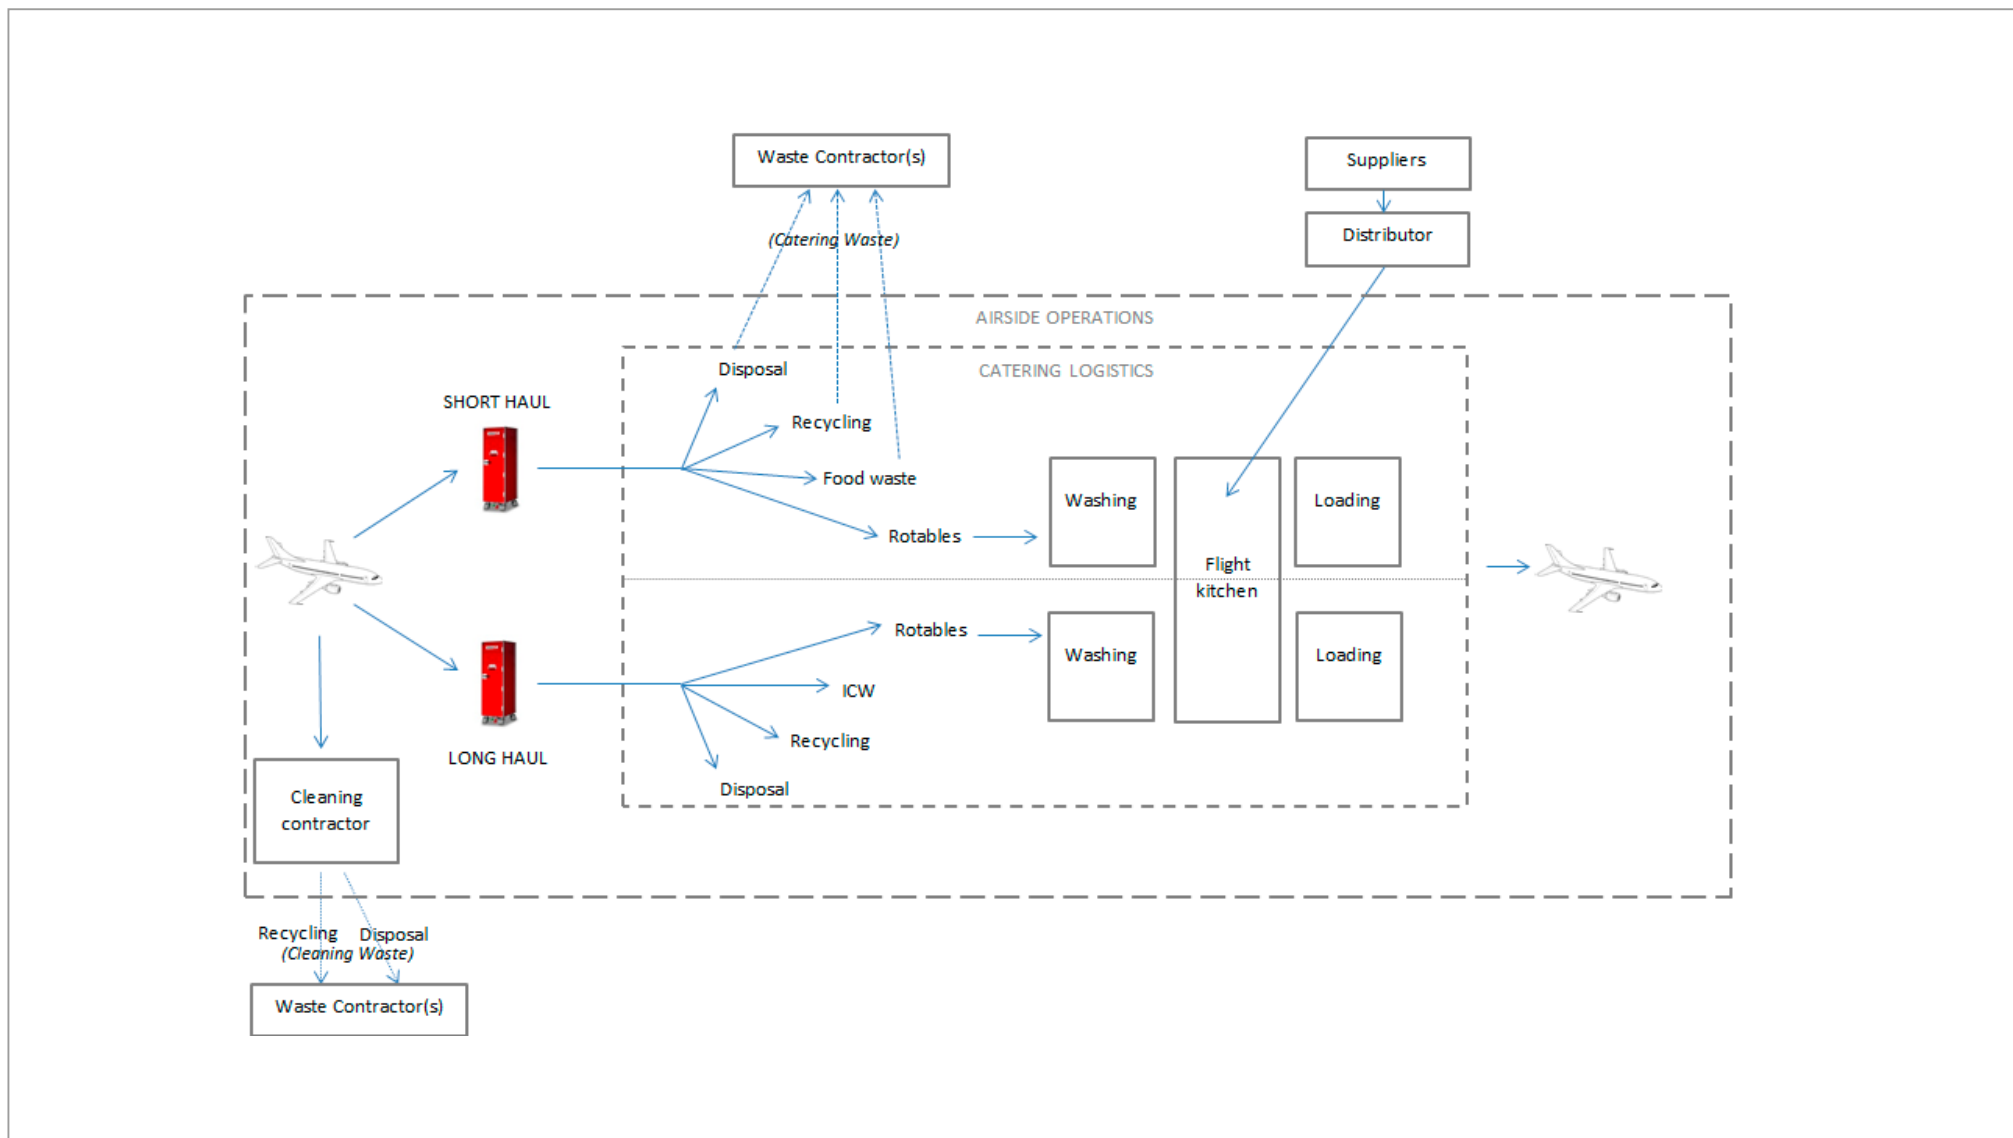 Waste Contractor(s)
Suppliers
(Catering Waste)
Distributor
AIRSIDE OPERATIONS
CATERING LOGISTICS
Disposal
SHORT HAUL
Recycling
Food waste
Rotables
Washing
Flight
kitchen
Loading
Rotables
Washing
Loading
ICW
Recycling
Disposal
LONG HAUL
Cleaning
contractor
Recycling
Disposal
(Cleaning Waste)
Waste Contractor(s)